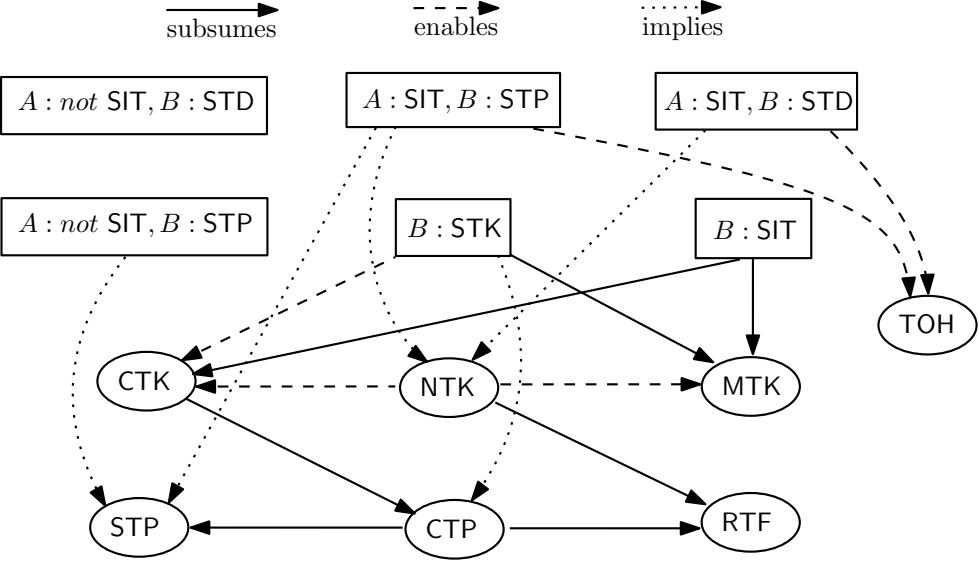 subsumes enables implies
A : not SIT, B : STD A : SIT, B : STP A : SIT, B : STD
A : not SIT, B : STP B : STK B : SIT
TOH
CTK NTK MTK
STP CTP RTF